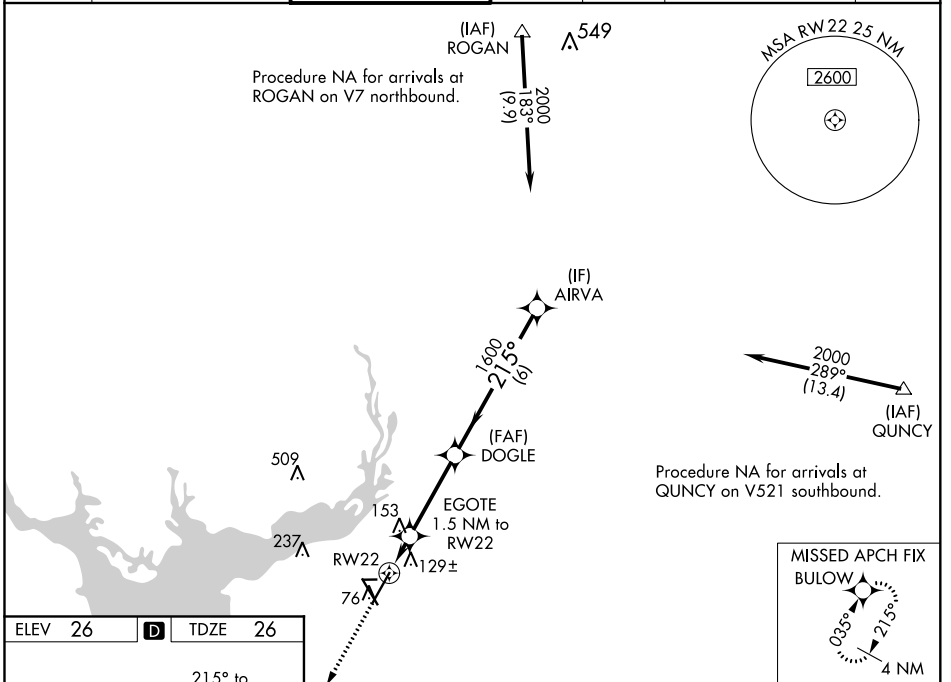 (IAF)
ROGAN
549
Procedure NA for arrivals at
ROGAN on V7 northbound.
2000
183°
(9.9)
MSA RW22 25 NM
2600
(IF)
AIRVA
1600
215°
(6)
2000
289°
(13.4)
(IAF)
QUNCY
(FAF)
DOGLE
Procedure NA for arrivals at
QUNCY on V521 southbound.
509
153
EGOTE
1.5 NM to
RW22
237
RW22
129±
76
MISSED APCH FIX
BULOW
035°
215°
4 NM
ELEV 26 D TDZE 26
215° to